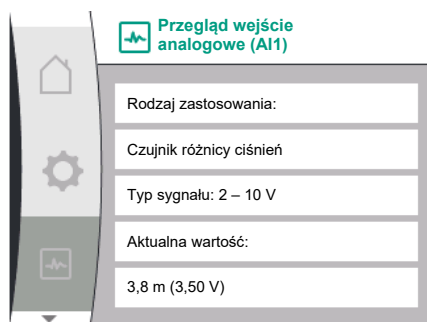 Przegląd wejście
analogowe (AI1)
Rodzaj zastosowania:
Czujnik różnicy ciśnień
Typ sygnału: 2 – 10 V
Aktualna wartość:
3,8 m (3,50 V)